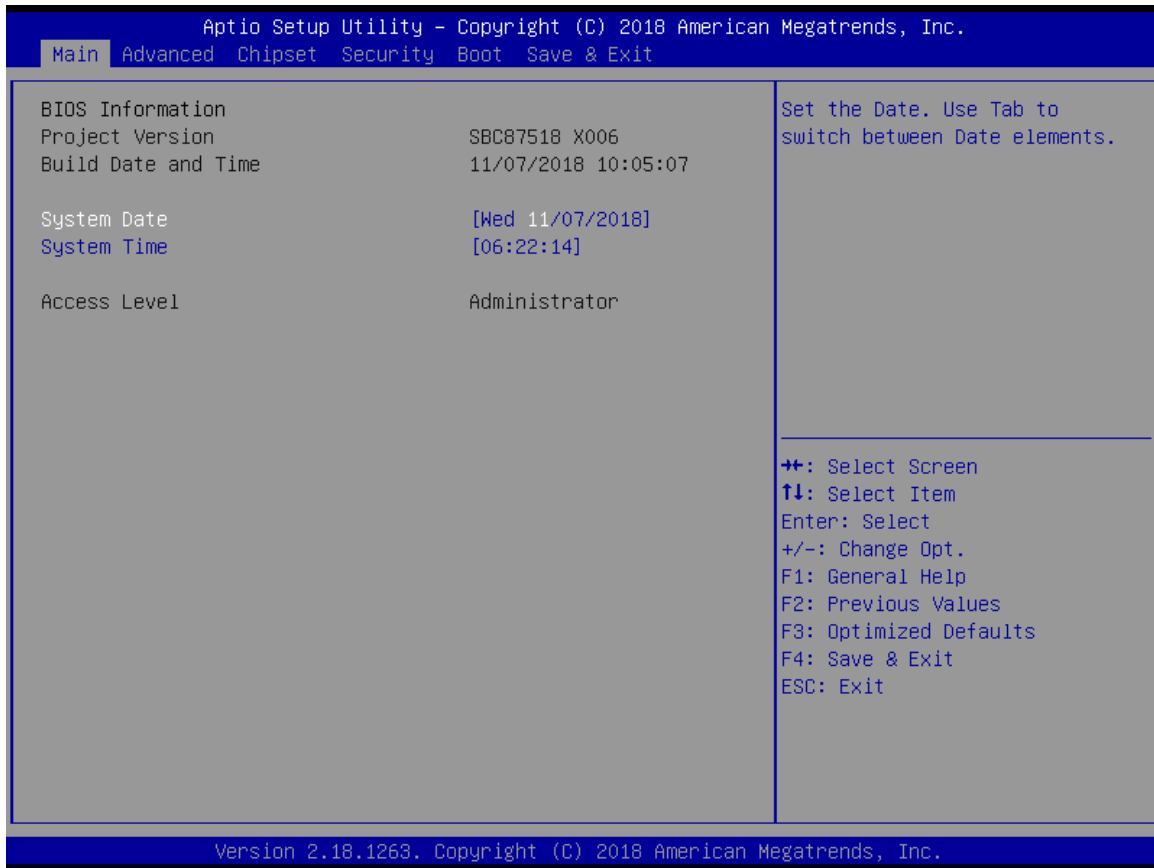 Aptio Setup Utility – Copyright (C) 2018 American Megatrends, Inc.
Main Advanced Chipset Security Boot Save & Exit
BIOS Information
Project Version SBC87518 X006
Build Date and Time 11/07/2018 10:05:07
System Date [Wed 11/07/2018]
System Time [06:22:14]
Access Level Administrator
Set the Date. Use Tab to
switch between Date elements.
→←: Select Screen
↑↓: Select Item
Enter: Select
+/-: Change Opt.
F1: General Help
F2: Previous Values
F3: Optimized Defaults
F4: Save & Exit
ESC: Exit
Version 2.18.1263. Copyright (C) 2018 American Megatrends, Inc.